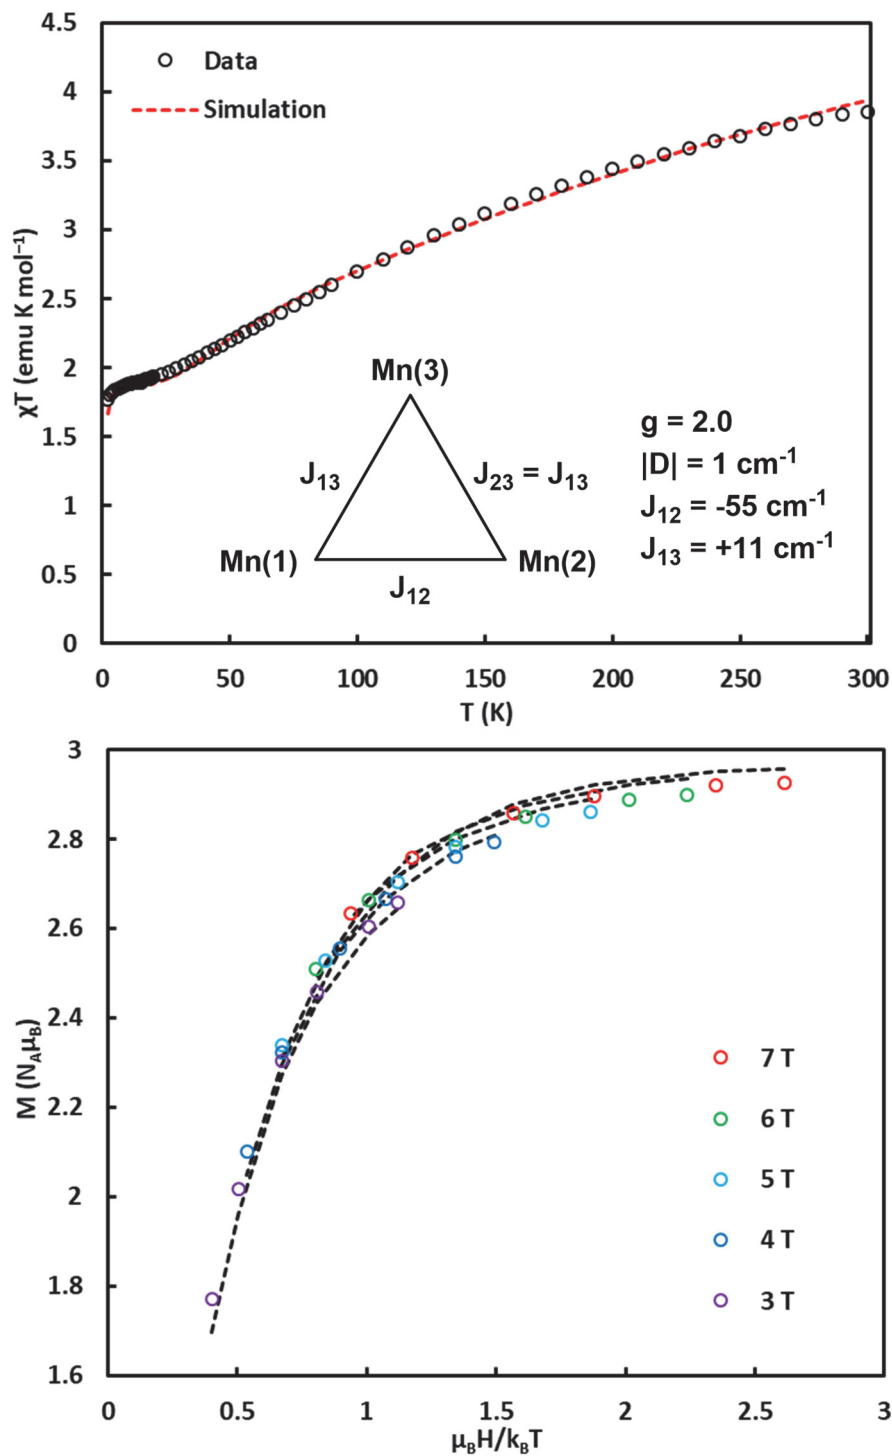 4.5
4
3.5
3
2.5
2
1.5
1
0.5
0
χT (emu K mol⁻¹)
Data
Simulation
Mn(3)
J₁₃
J₂₃ = J₁₃
Mn(1)
Mn(2)
J₁₂
g = 2.0
|D| = 1 cm⁻¹
J₁₂ = -55 cm⁻¹
J₁₃ = +11 cm⁻¹
0 50 100 150 200 250 300
T (K)
3
2.8
2.6
2.4
2.2
2
1.8
1.6
M (N_Aμ_B)
7 T
6 T
5 T
4 T
3 T
0 0.5 1 1.5 2 2.5 3
μ_BH/k_BT